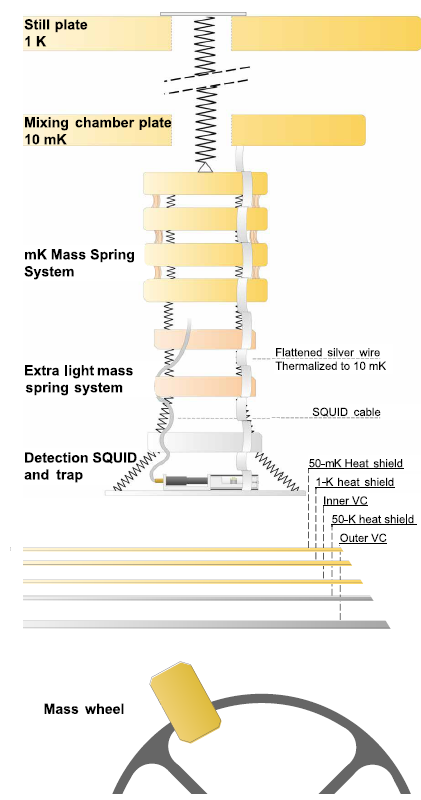 Still plate
1 K
Mixing chamber plate
10 mK
mK Mass Spring
System
Flattened silver wire
Thermalized to 10 mK
Extra light mass
spring system
SQUID cable
Detection SQUID
and trap
50-mK Heat shield
1-K heat shield
Inner VC
50-K heat shield
Outer VC
Mass wheel